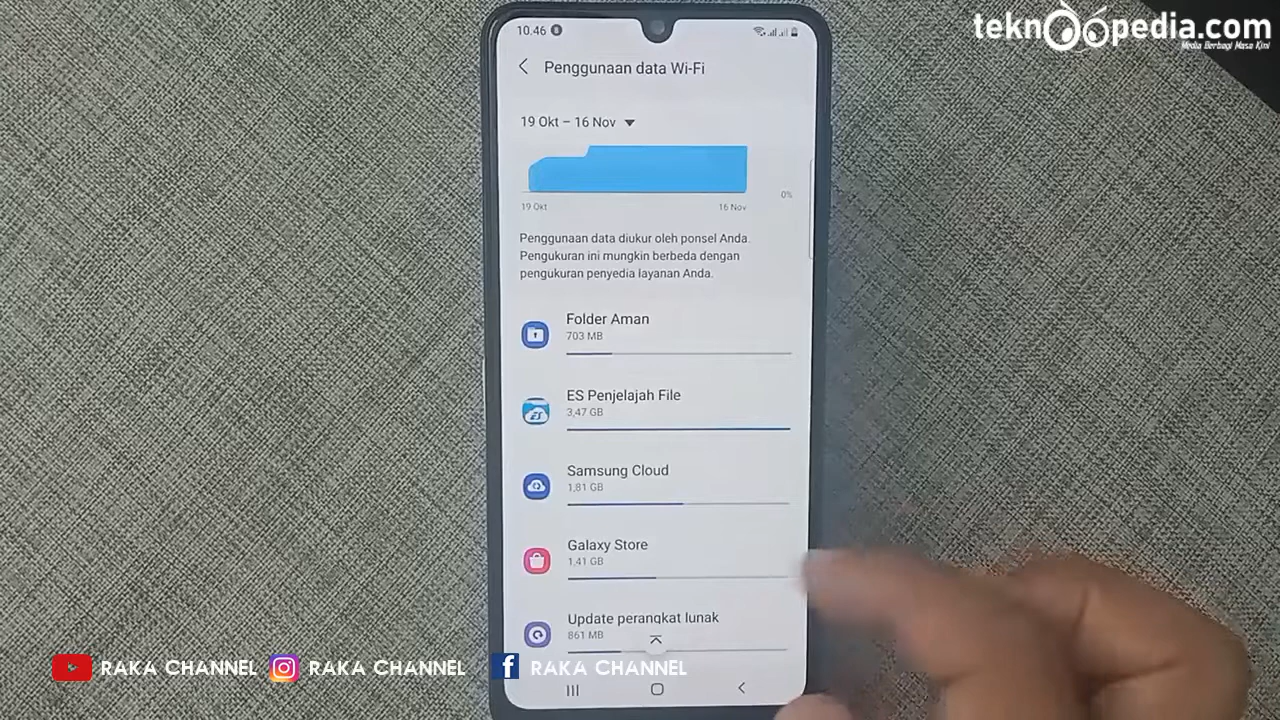 teknoopedia.com
Media Berbagi Masa Kini
10.46
Penggunaan data Wi-Fi
19 Okt – 16 Nov
0%
19 Okt
16 Nov
Penggunaan data diukur oleh ponsel Anda.
Pengukuran ini mungkin berbeda dengan
pengukuran penyedia layanan Anda.
Folder Aman
703 MB
ES Penjelajah File
3,47 GB
Samsung Cloud
1,81 GB
Galaxy Store
1,41 GB
Update perangkat lunak
861 MB
RAKA CHANNEL RAKA CHANNEL RAKA CHANNEL